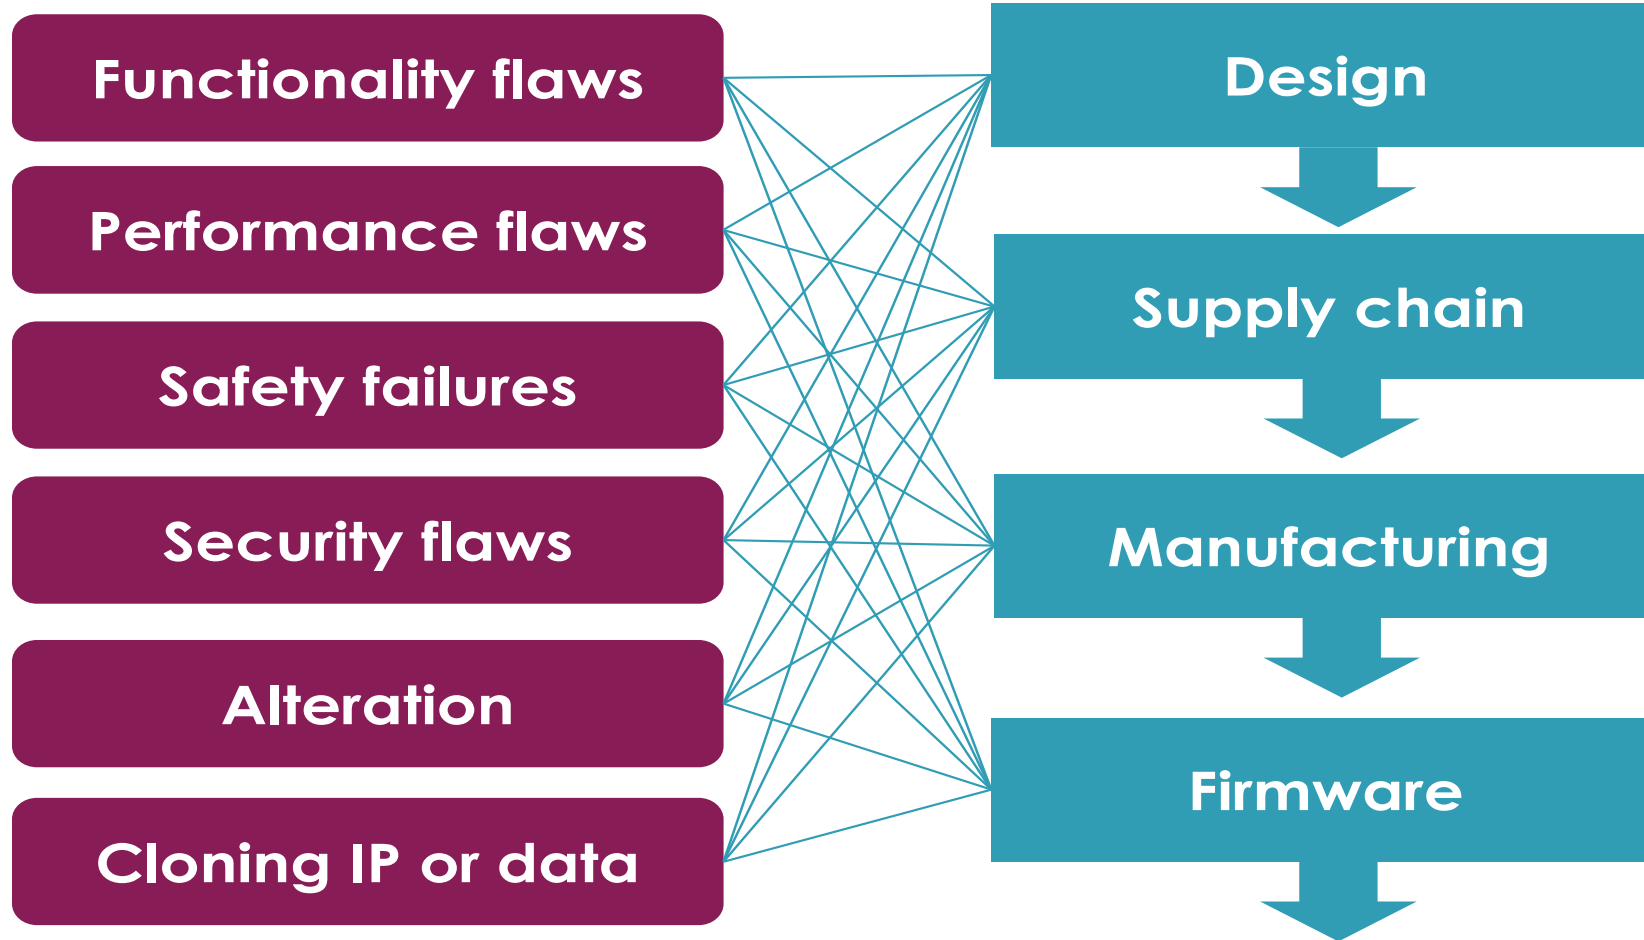 Functionality flaws
Performance flaws
Safety failures
Security flaws
Alteration
Cloning IP or data
Design
Supply chain
Manufacturing
Firmware